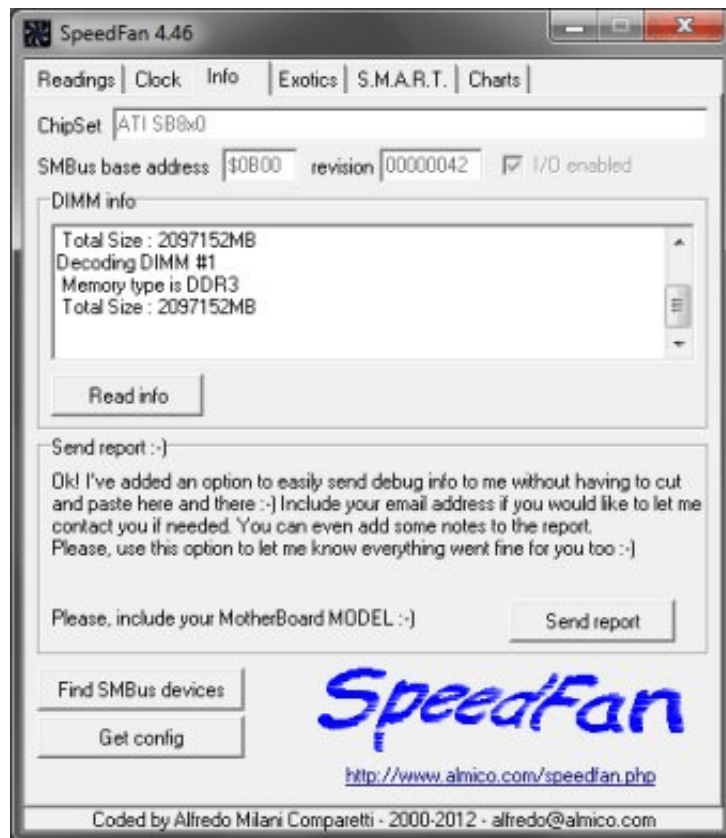 SpeedFan 4.46
Readings Clock Info Exotics S.M.A.R.T. Charts
ChipSet ATI SB8x0
SMBus base address $0B00 revision 00000042 I/O enabled
DIMM info
Total Size : 2097152MB
Decoding DIMM #1
Memory type is DDR3
Total Size : 2097152MB
Read info
Send report :-)
Ok! I've added an option to easily send debug info to me without having to cut
and paste here and there :-) Include your email address if you would like to let me
contact you if needed. You can even add some notes to the report.
Please, use this option to let me know everything went fine for you too :-)
Please, include your MotherBoard MODEL :-)
Send report
Find SMBus devices
Get config
SpeedFan
http://www.almico.com/speedfan.php
Coded by Alfredo Milani Comparetti - 2000-2012 - alfredo@almico.com